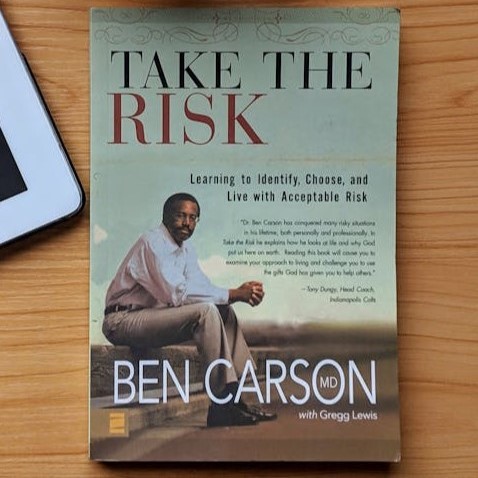 TAKE THE
RISK
Learning to Identify, Choose, and
Live with Acceptable Risk
"Dr. Ben Carson has conquered many risky situations
in his lifetime, both personally and professionally. In
Take the Risk he explains how he looks at life and why God
put us here on earth. Reading this book will cause you to
examine your approach to living and challenge you to use
the gifts God has given you to help others."
—Tony Dungy, Head Coach,
Indianapolis Colts
BEN CARSON MD
with Gregg Lewis